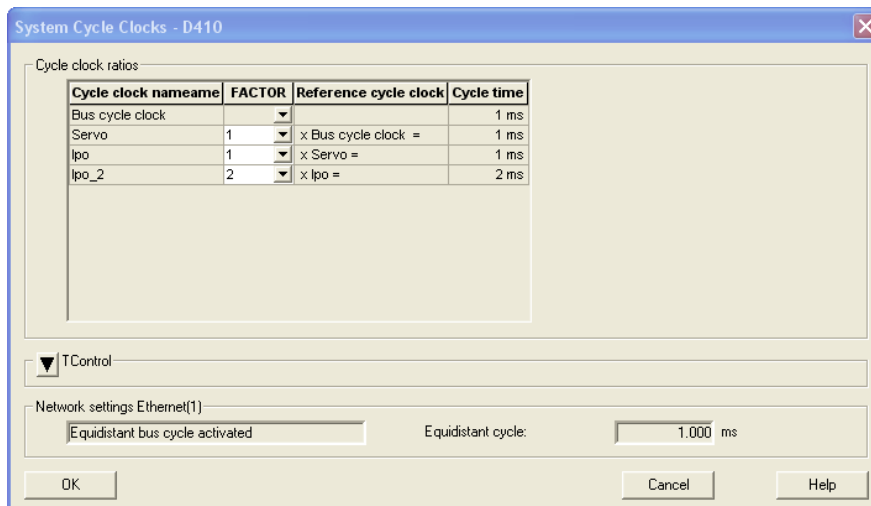 System Cycle Clocks - D410
Cycle clock ratios
Cycle clock nameame FACTOR Reference cycle clock Cycle time
Bus cycle clock 1 ms
Servo 1 x Bus cycle clock = 1 ms
Ipo 1 x Servo = 1 ms
Ipo_2 2 x Ipo = 2 ms
TControl
Network settings Ethernet(1)
Equidistant bus cycle activated Equidistant cycle: 1.000 ms
OK Cancel Help